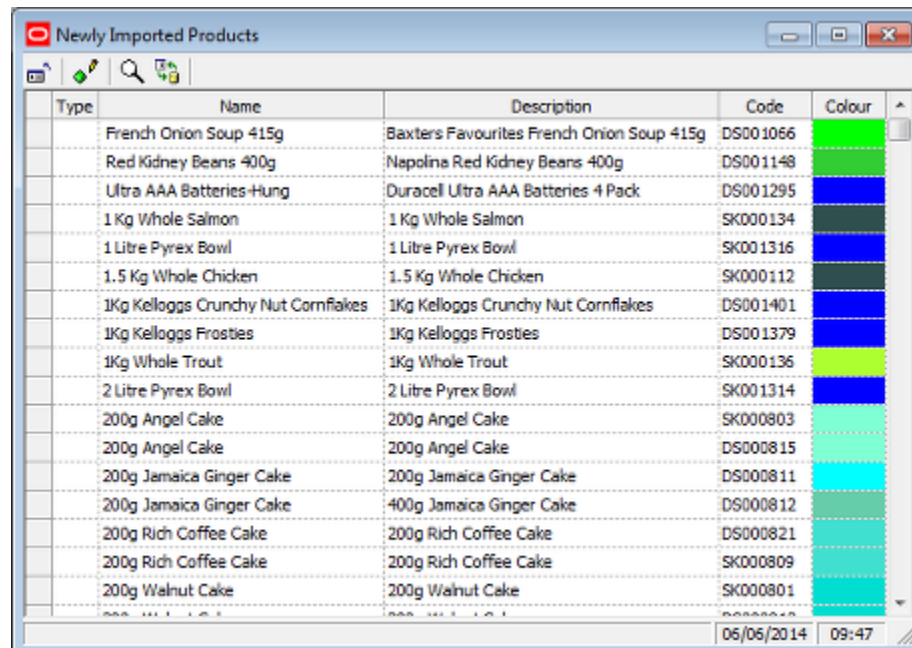 Newly Imported Products
Type Name Description Code Colour
French Onion Soup 415g Baxters Favourites French Onion Soup 415g DS001066
Red Kidney Beans 400g Napolina Red Kidney Beans 400g DS001148
Ultra AAA Batteries-Hung Duracell Ultra AAA Batteries 4 Pack DS001295
1 Kg Whole Salmon 1 Kg Whole Salmon SK000134
1 Litre Pyrex Bowl 1 Litre Pyrex Bowl SK001316
1.5 Kg Whole Chicken 1.5 Kg Whole Chicken SK000112
1Kg Kelloggs Crunchy Nut Cornflakes 1Kg Kelloggs Crunchy Nut Cornflakes DS001401
1Kg Kelloggs Frosties 1Kg Kelloggs Frosties DS001379
1Kg Whole Trout 1Kg Whole Trout SK000136
2 Litre Pyrex Bowl 2 Litre Pyrex Bowl SK001314
200g Angel Cake 200g Angel Cake SK000803
200g Angel Cake 200g Angel Cake DS000815
200g Jamaica Ginger Cake 200g Jamaica Ginger Cake DS000811
200g Jamaica Ginger Cake 400g Jamaica Ginger Cake DS000812
200g Rich Coffee Cake 200g Rich Coffee Cake DS000821
200g Rich Coffee Cake 200g Rich Coffee Cake SK000809
200g Walnut Cake 200g Walnut Cake SK000801
06/06/2014 09:47